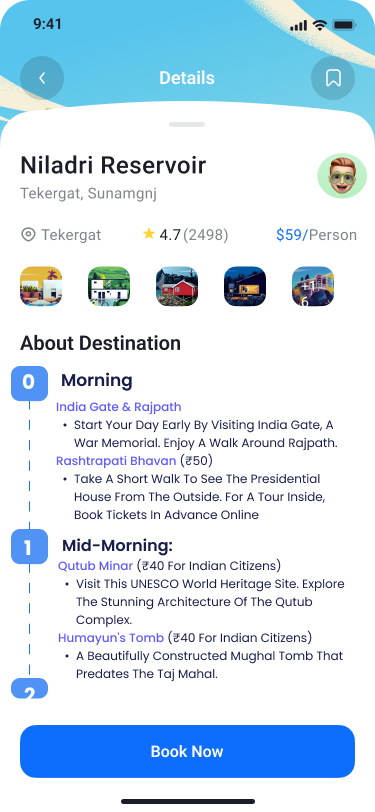 9:41
Details
Niladri Reservoir
Tekergat, Sunamgnj
Tekergat
4.7 (2498)
$59/Person
+16
About Destination
0
Morning
India Gate & Rajpath
• Start Your Day Early By Visiting India Gate, A
War Memorial. Enjoy A Walk Around Rajpath.
Rashtrapati Bhavan (₹50)
• Take A Short Walk To See The Presidential
House From The Outside. For A Tour Inside,
Book Tickets In Advance Online
1
Mid-Morning:
Qutub Minar (₹40 For Indian Citizens)
• Visit This UNESCO World Heritage Site. Explore
The Stunning Architecture Of The Qutub
Complex.
Humayun's Tomb (₹40 For Indian Citizens)
• A Beautifully Constructed Mughal Tomb That
Predates The Taj Mahal.
2
Book Now